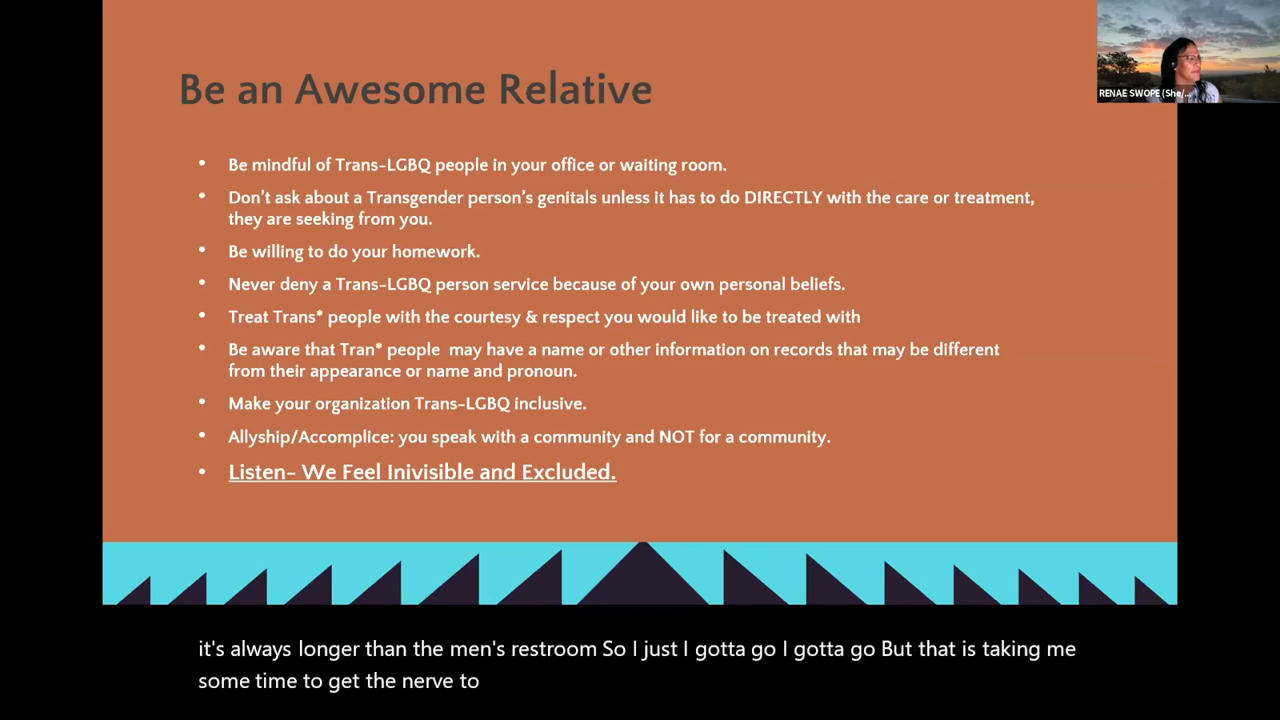 Be an Awesome Relative
RENAE SWOPE (She/...
• Be mindful of Trans-LGBQ people in your office or waiting room.
• Don't ask about a Transgender person's genitals unless it has to do DIRECTLY with the care or treatment,
they are seeking from you.
• Be willing to do your homework.
• Never deny a Trans-LGBQ person service because of your own personal beliefs.
• Treat Trans* people with the courtesy & respect you would like to be treated with
• Be aware that Tran* people  may have a name or other information on records that may be different
from their appearance or name and pronoun.
• Make your organization Trans-LGBQ inclusive.
• Allyship/Accomplice: you speak with a community and NOT for a community.
• Listen- We Feel Inivisible and Excluded.
it's always longer than the men's restroom So I just I gotta go I gotta go But that is taking me
some time to get the nerve to